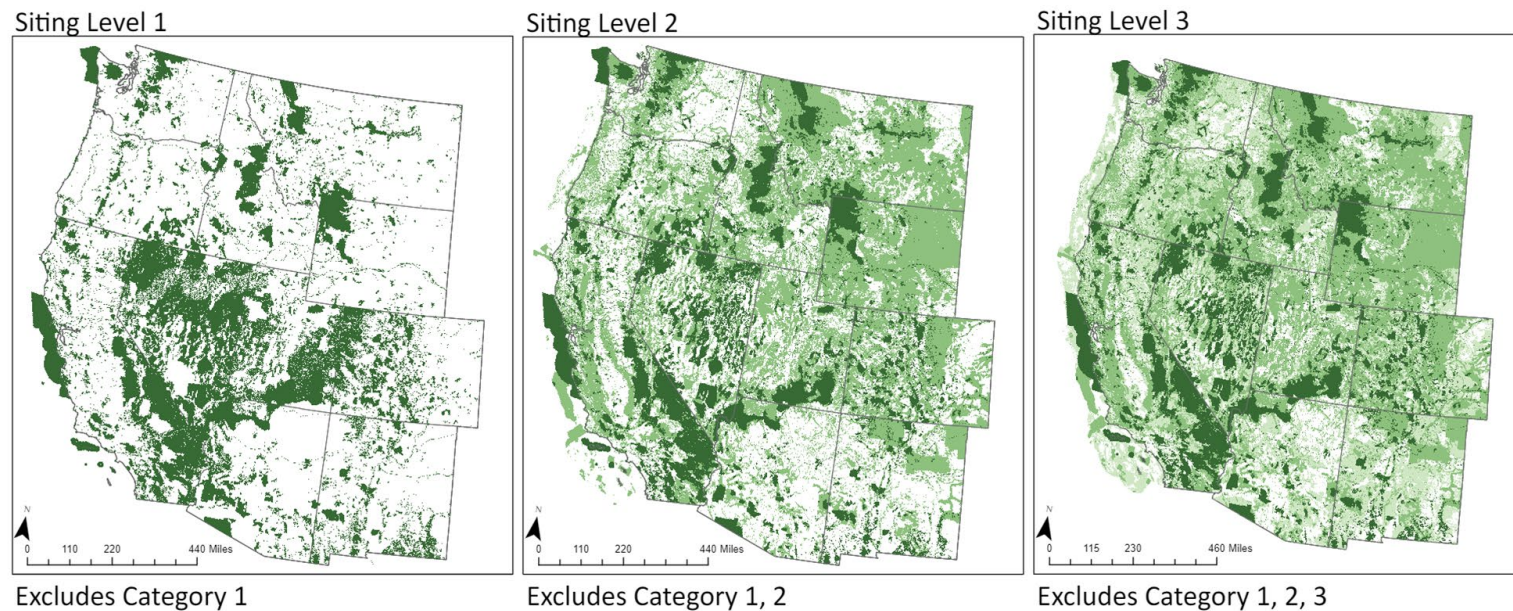 Siting Level 1
Siting Level 2
Siting Level 3
N
0 110 220 440 Miles
N
0 110 220 440 Miles
N
0 115 230 460 Miles
Excludes Category 1
Excludes Category 1, 2
Excludes Category 1, 2, 3